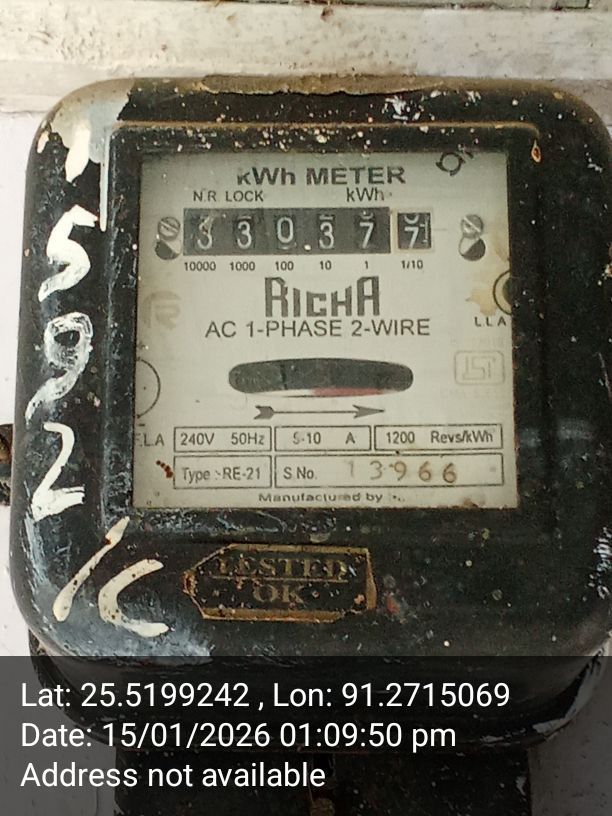 kWh METER
N.R. LOCK kWh
3 3 0 . 3 7 7
10000 1000 100 10 1 1/10
RICHA
AC 1-PHASE 2-WIRE
LLA
F.LA
240V 50Hz
5-10 A
1200 Revs/kWh
Type :-RE-21
S.No. 13966
Manufactured by
TESTED
OK
1592/C
Lat: 25.5199242 , Lon: 91.2715069
Date: 15/01/2026 01:09:50 pm
Address not available